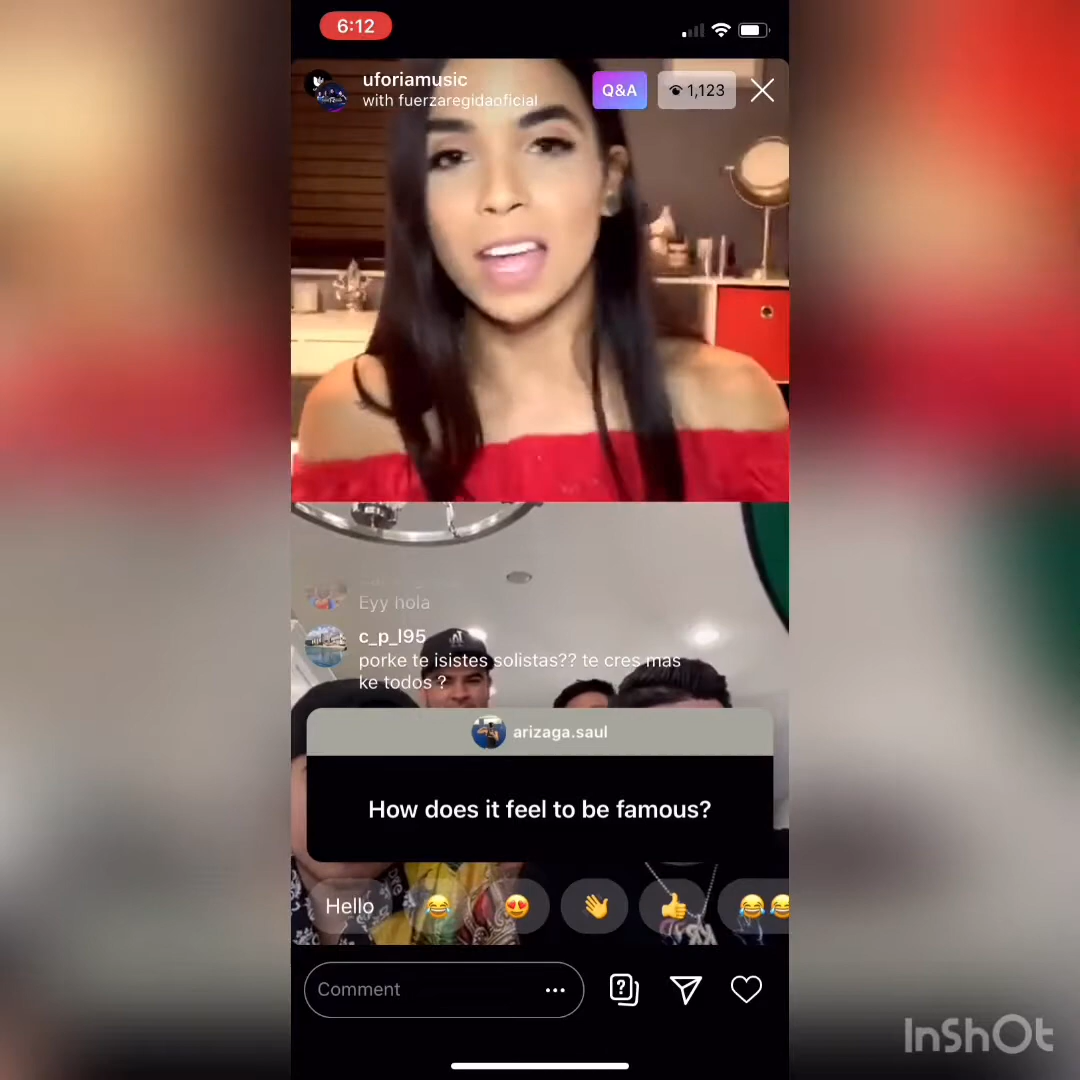 6:12
uforiamusic
with fuerzaregidaoficial
Q&A
1,123
Eyy hola
c_p_l95
porke te isistes solistas?? te cres mas
ke todos ?
arizaga.saul
How does it feel to be famous?
Hello
Comment
InShOt